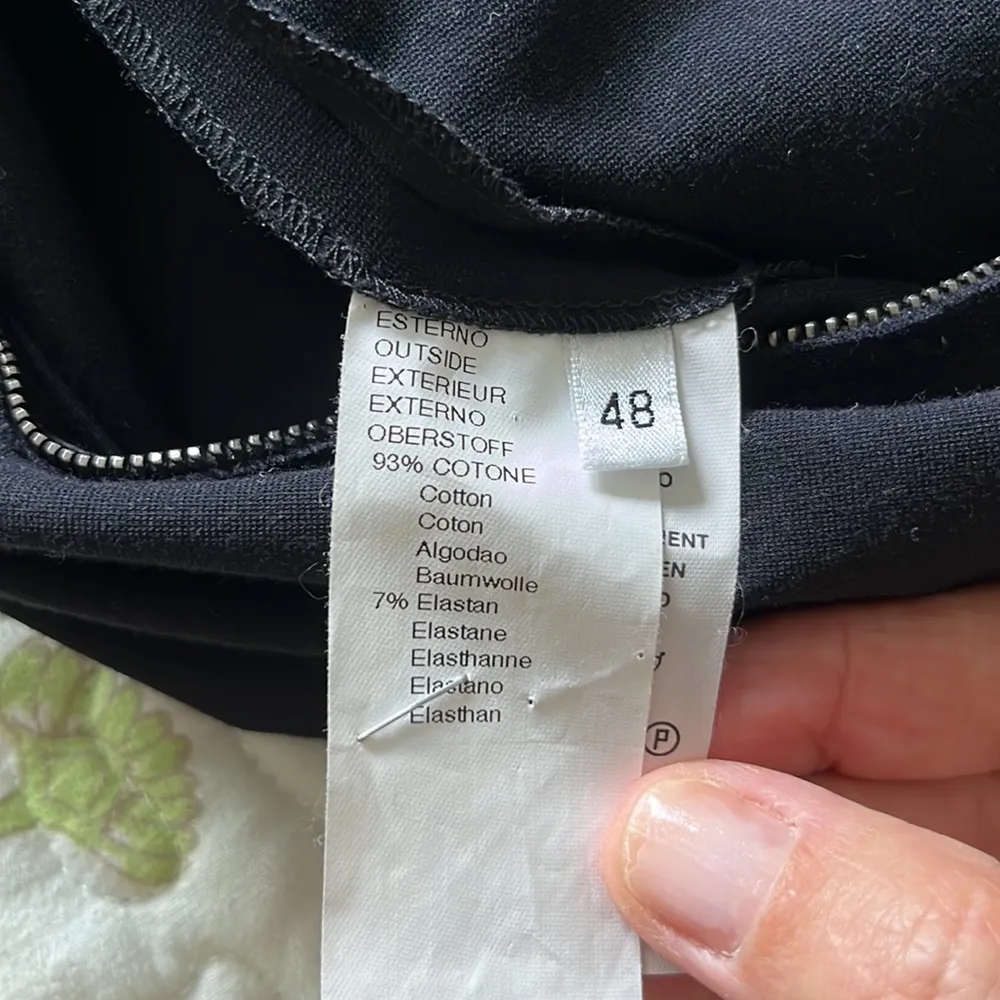 ESTERNO
OUTSIDE
EXTERIEUR
EXTERNO
OBERSTOFF
93% COTONE
Cotton
Coton
Algodao
Baumwolle
7% Elastan
Elastane
Elasthanne
Elastano
Elasthan
48
P